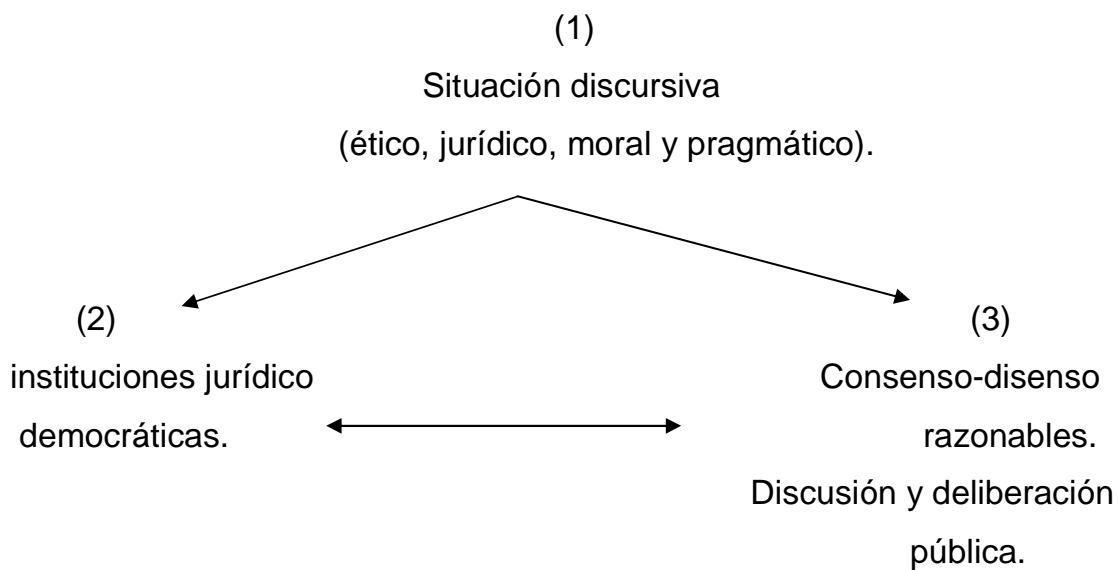 (1)
Situación discursiva
(ético, jurídico, moral y pragmático).
(2)
instituciones jurídico
democráticas.
(3)
Consenso-disenso
razonables.
Discusión y deliberación
pública.